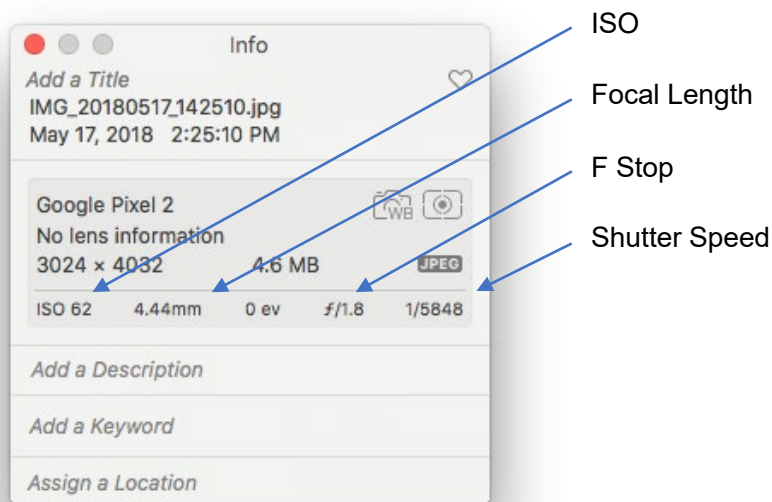 Info
Add a Title
IMG_20180517_142510.jpg
May 17, 2018 2:25:10 PM
Google Pixel 2
WB
No lens information
3024 × 4032 4.6 MB JPEG
ISO 62 4.44mm 0 ev ƒ/1.8 1/5848
Add a Description
Add a Keyword
Assign a Location
ISO
Focal Length
F Stop
Shutter Speed